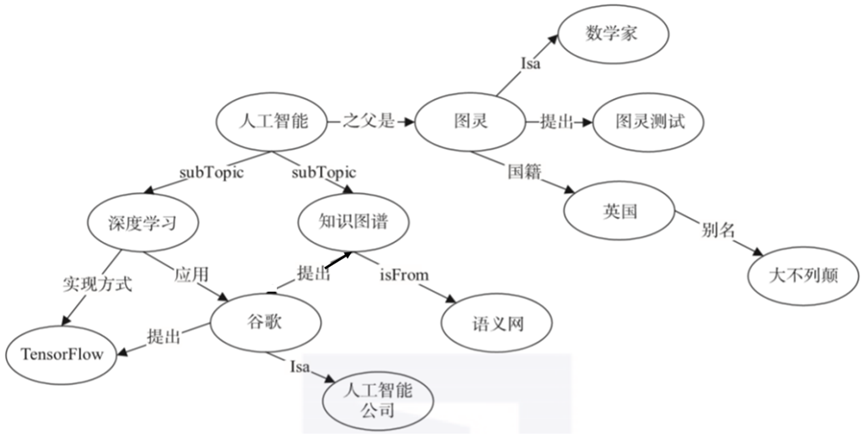 数学家
Isa
人工智能
之父是
图灵
提出
图灵测试
subTopic
subTopic
国籍
深度学习
知识图谱
英国
别名
实现方式
应用
提出
isFrom
大不列颠
谷歌
语义网
提出
TensorFlow
Isa
人工智能
公司